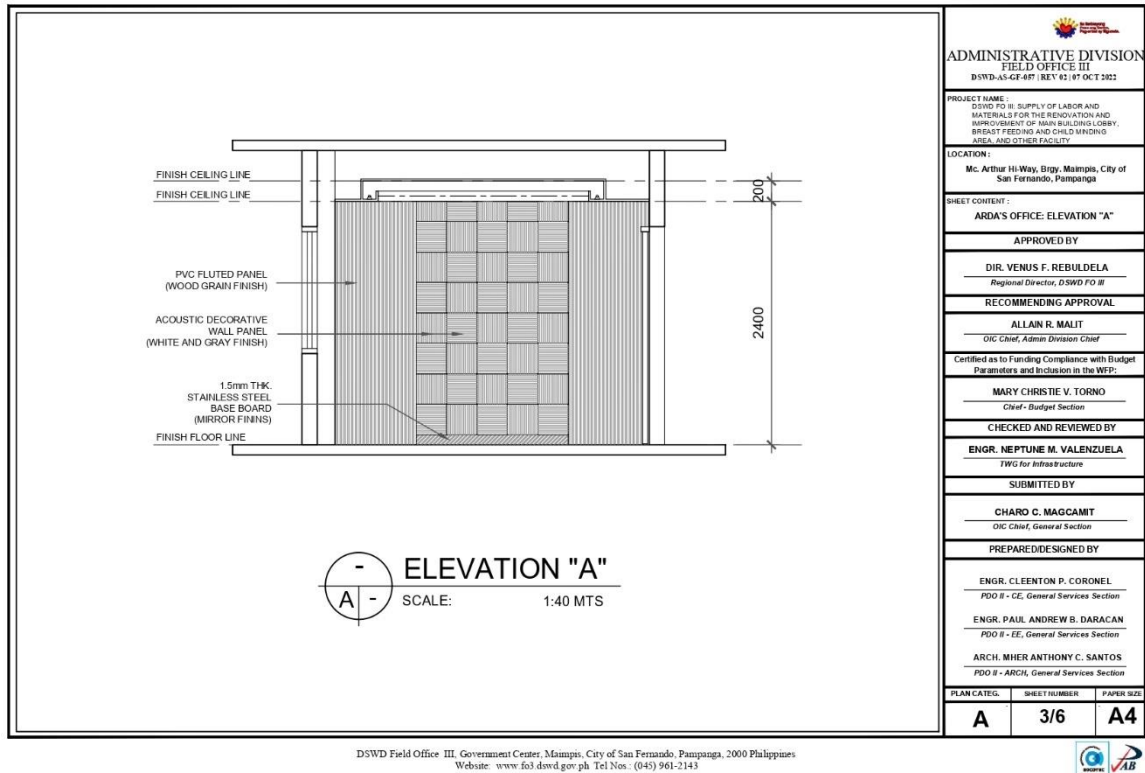 FINISH CEILING LINE
FINISH CEILING LINE
PVC FLUTED PANEL
(WOOD GRAIN FINISH)
ACOUSTIC DECORATIVE
WALL PANEL
(WHITE AND GRAY FINISH)
1.5mm THK.
STAINLESS STEEL
BASE BOARD
(MIRROR FININS)
FINISH FLOOR LINE
200
2400
-
A -
ELEVATION "A"
SCALE: 1:40 MTS
ADMINISTRATIVE DIVISION
FIELD OFFICE III
DSWD-AS-GF-057 | REV 02 | 07 OCT 2022
PROJECT NAME :
DSWD FO III: SUPPLY OF LABOR AND
MATERIALS FOR THE RENOVATION AND
IMPROVEMENT OF MAIN BUILDING LOBBY,
BREAST FEEDING AND CHILD MINDING
AREA, AND OTHER FACILITY
LOCATION :
Mc. Arthur Hi-Way, Brgy. Maimpis, City of
San Fernando, Pampanga
SHEET CONTENT :
ARDA'S OFFICE: ELEVATION "A"
APPROVED BY
DIR. VENUS F. REBULDELA
Regional Director, DSWD FO III
RECOMMENDING APPROVAL
ALLAIN R. MALIT
OIC Chief, Admin Division Chief
Certified as to Funding Compliance with Budget
Parameters and Inclusion in the WFP:
MARY CHRISTIE V. TORNO
Chief - Budget Section
CHECKED AND REVIEWED BY
ENGR. NEPTUNE M. VALENZUELA
TWG for Infrastructure
SUBMITTED BY
CHARO C. MAGCAMIT
OIC Chief, General Section
PREPARED/DESIGNED BY
ENGR. CLEENTON P. CORONEL
PDO II - CE, General Services Section
ENGR. PAUL ANDREW B. DARACAN
PDO II - EE, General Services Section
ARCH. MHER ANTHONY C. SANTOS
PDO II - ARCH, General Services Section
PLAN CATEG. SHEET NUMBER PAPER SIZE
A 3/6 A4
DSWD Field Office III, Government Center, Maimpis, City of San Fernando, Pampanga, 2000 Philippines
Website: www.fo3.dswd.gov.ph Tel Nos.: (045) 961-2143
PAB